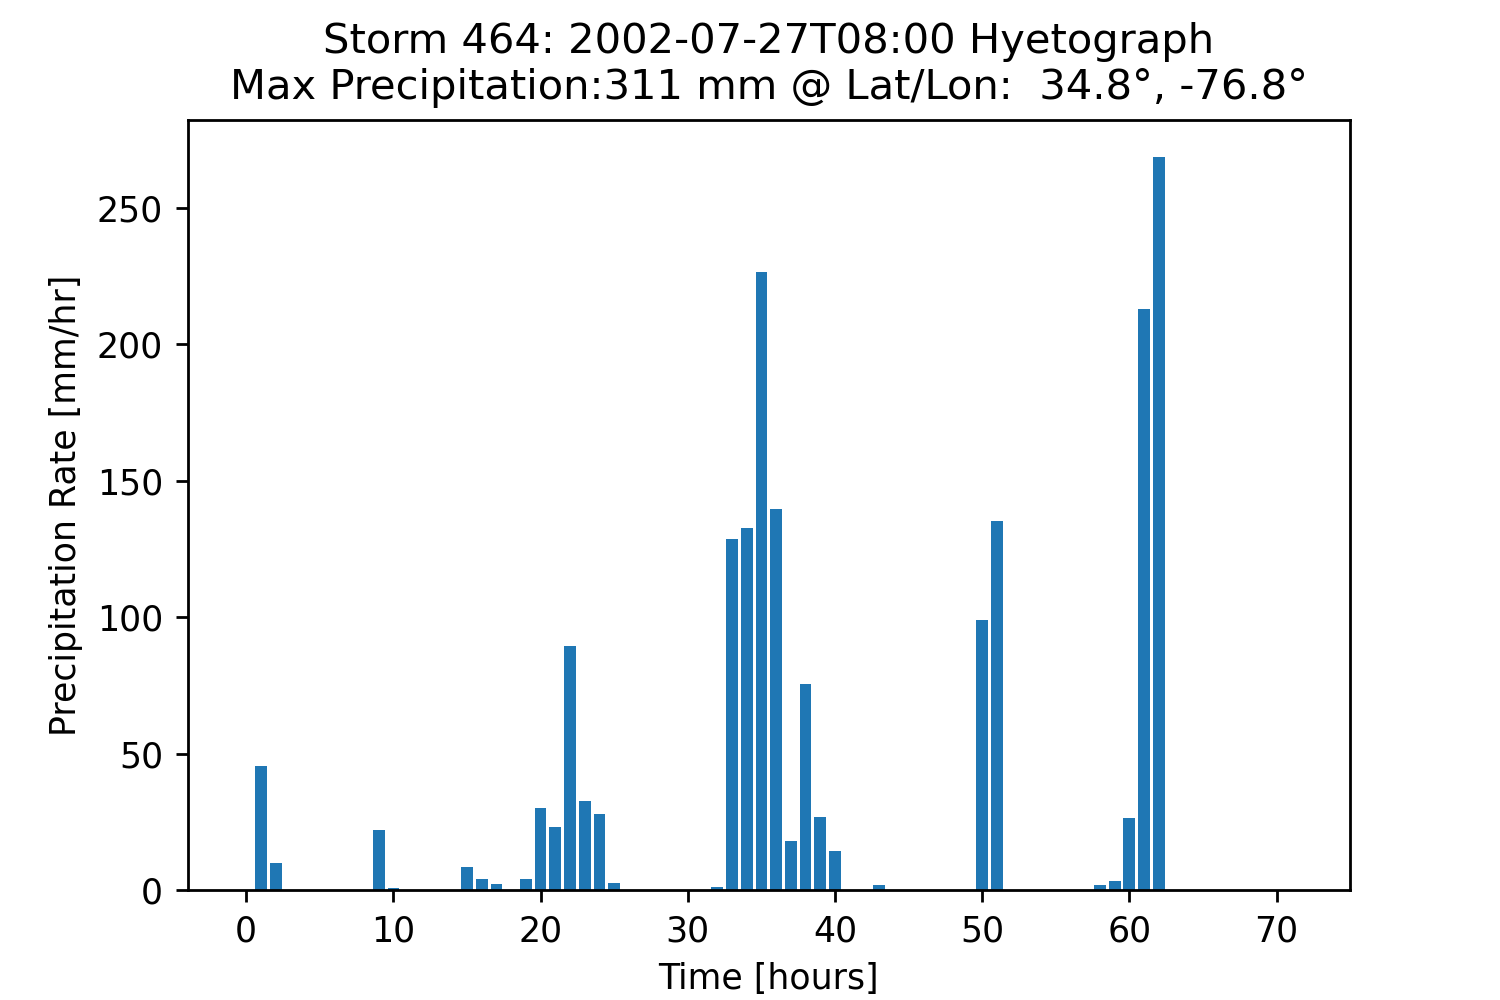 Storm 464: 2002-07-27T08:00 Hyetograph
Max Precipitation:311 mm @ Lat/Lon:  34.8°, -76.8°
Precipitation Rate [mm/hr]
250
200
150
100
50
0
0 10 20 30 40 50 60 70
Time [hours]